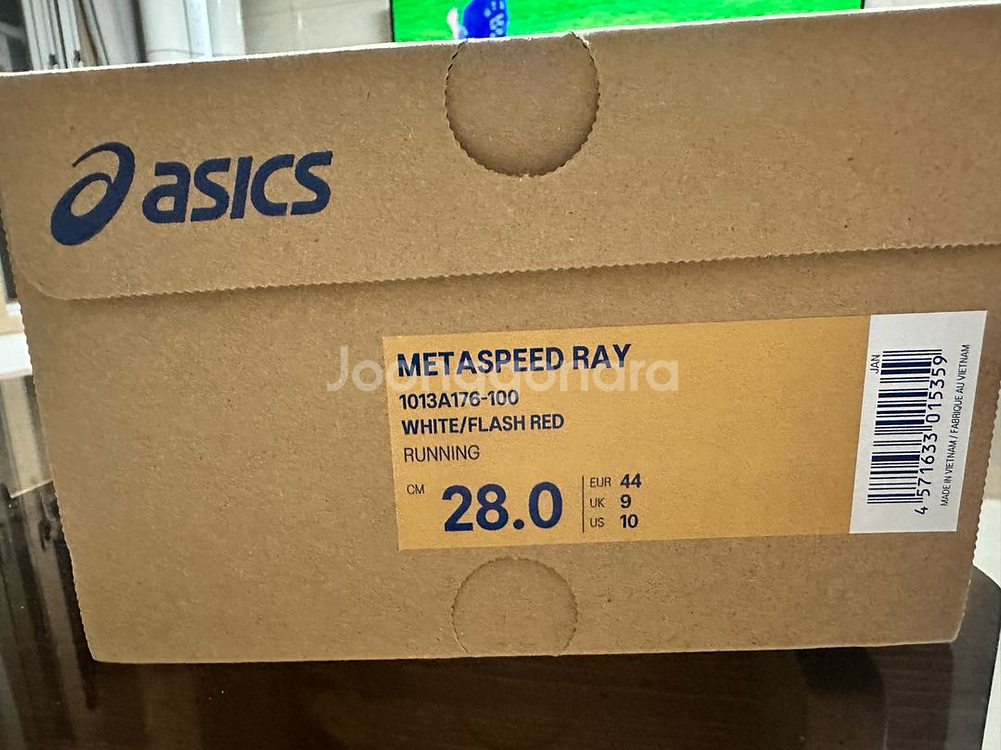 asics
METASPEED RAY
Joonggonara
1013A176-100
WHITE/FLASH RED
RUNNING
CM 28.0
EUR 44
UK 9
US 10
JAN
4 571633 015359
MADE IN VIETNAM / FABRIQUE AU VIETNAM